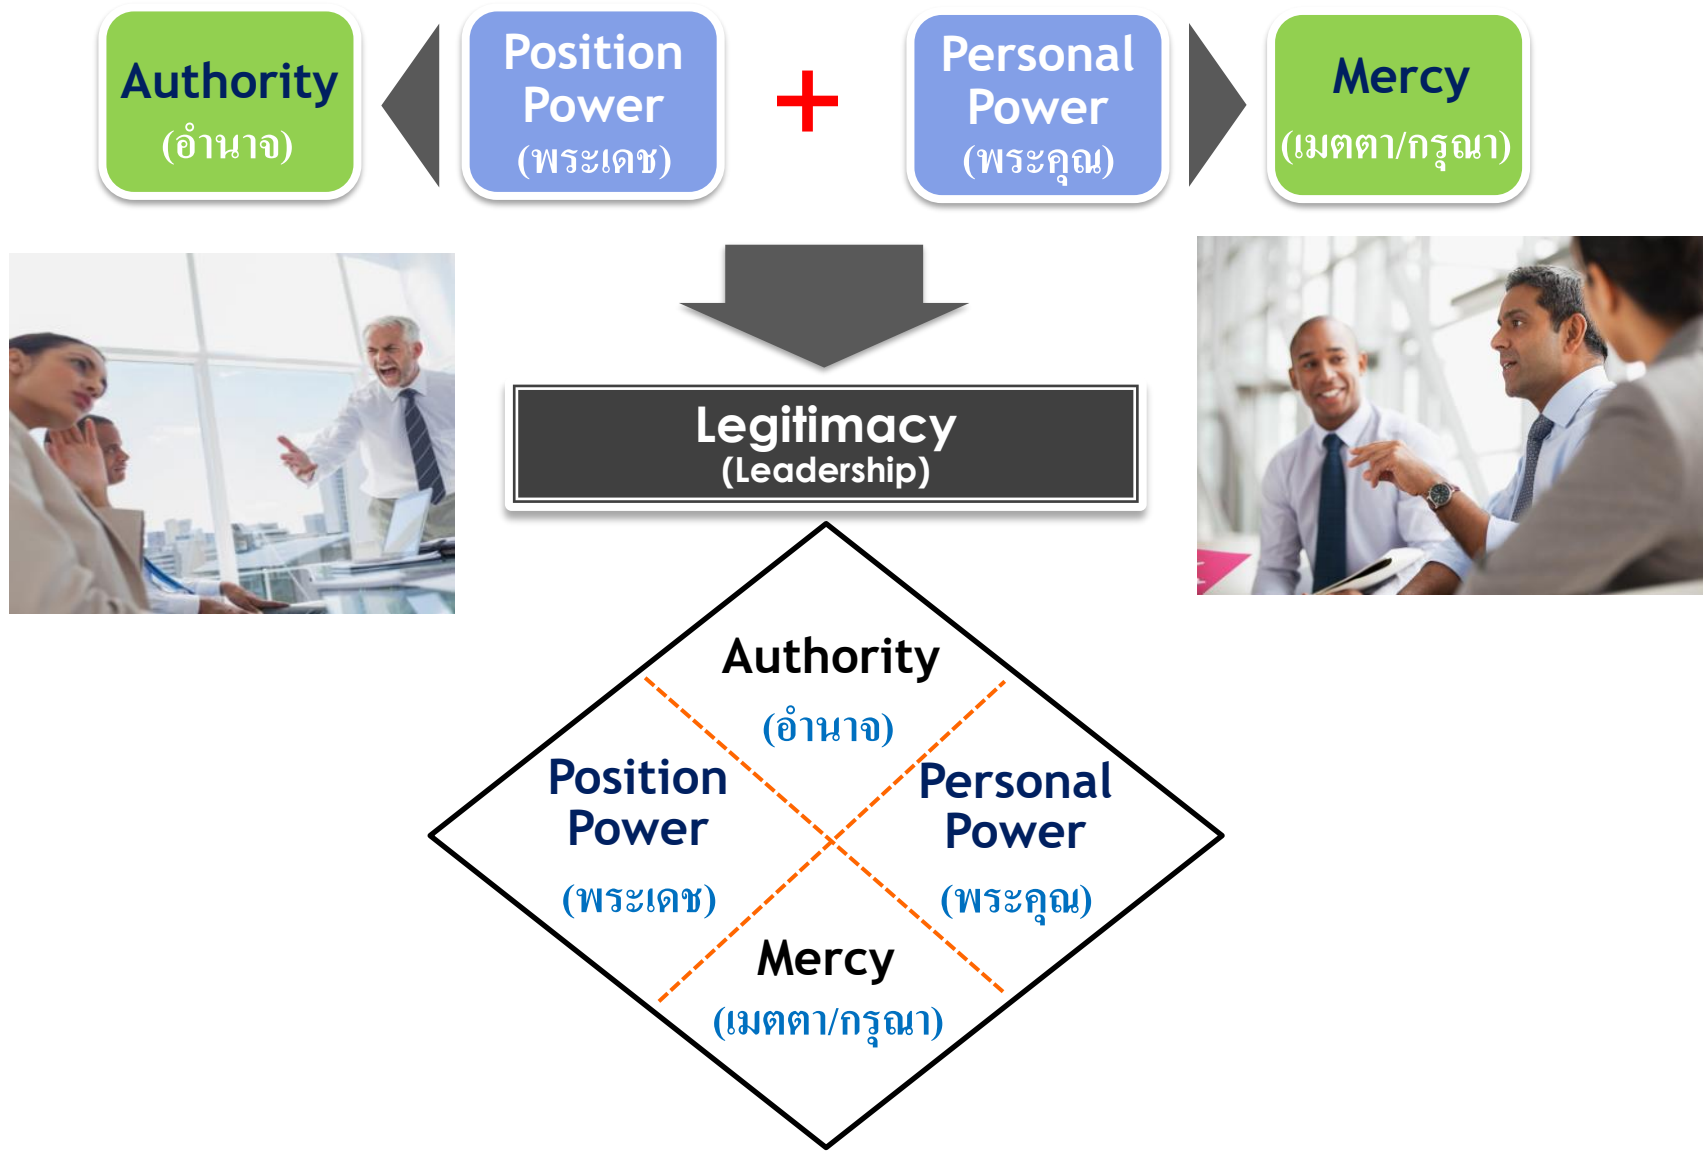 Authority
(อำนาจ)
Position
Power
(พระเดช)
+
Personal
Power
(พระคุณ)
Mercy
(เมตตา/กรุณา)
Legitimacy
(Leadership)
Authority
(อำนาจ)
Position
Power
(พระเดช)
Personal
Power
(พระคุณ)
Mercy
(เมตตา/กรุณา)